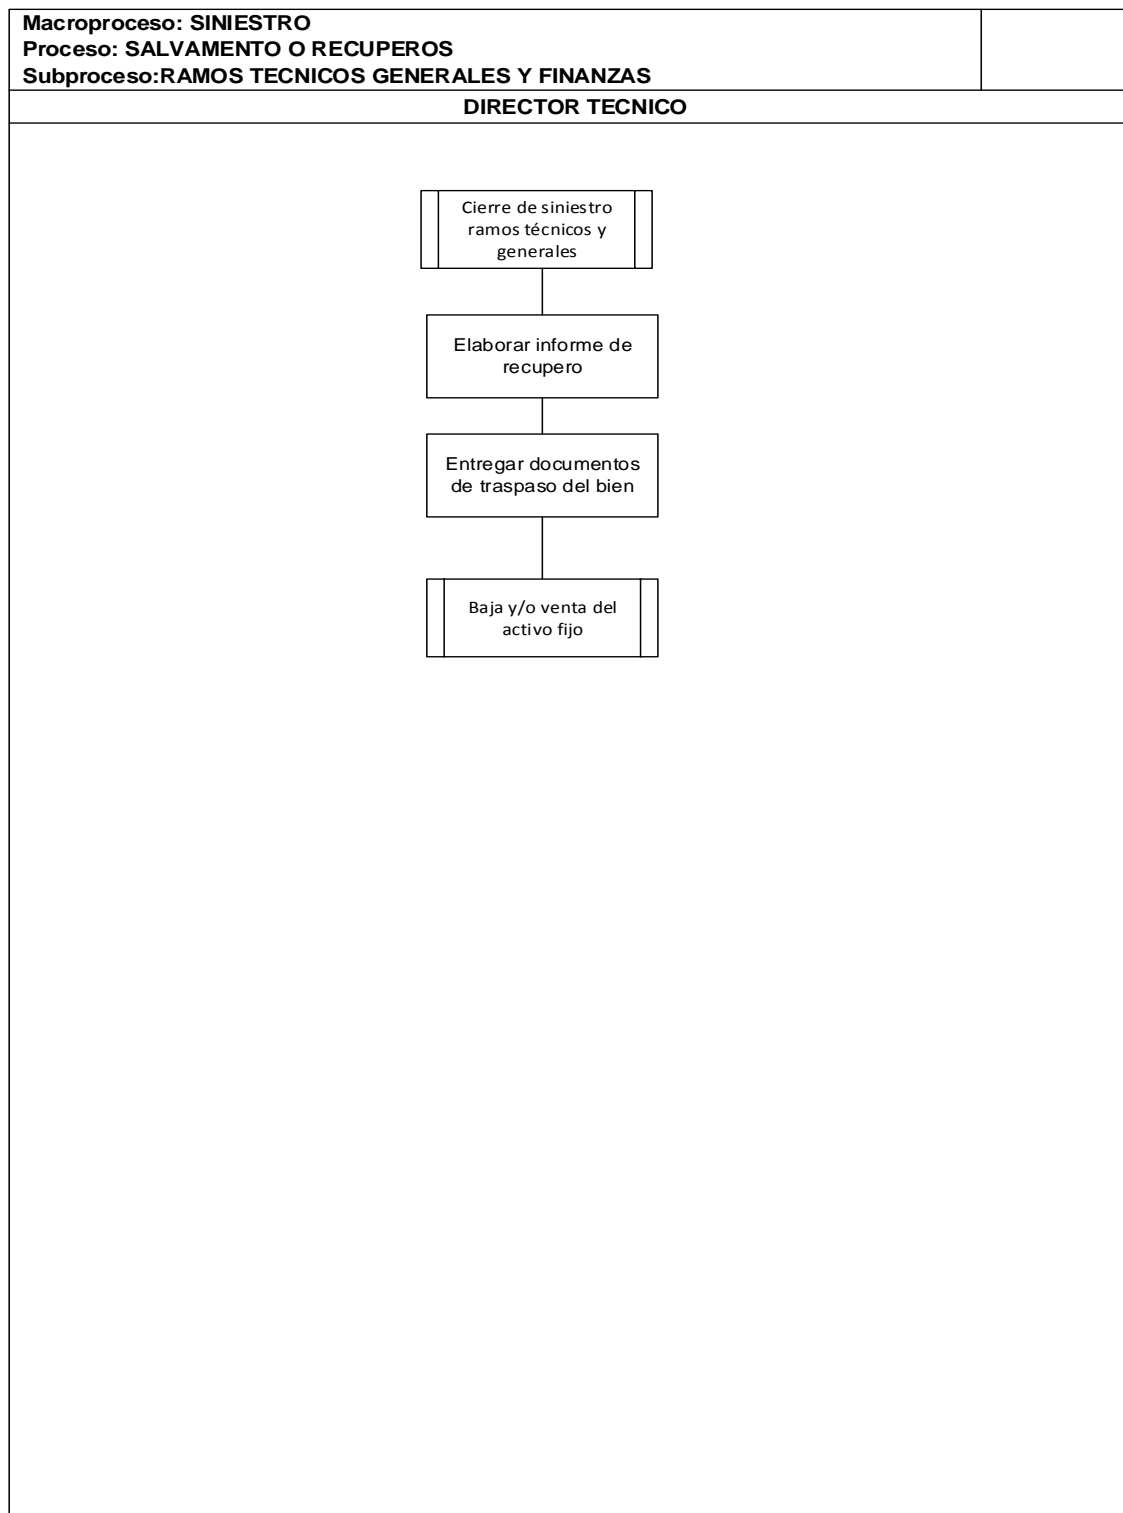 Macroproceso: SINIESTRO
Proceso: SALVAMENTO O RECUPEROS
Subproceso:RAMOS TECNICOS GENERALES Y FINANZAS
DIRECTOR TECNICO
Cierre de siniestro
ramos técnicos y
generales
Elaborar informe de
recupero
Entregar documentos
de traspaso del bien
Baja y/o venta del
activo fijo